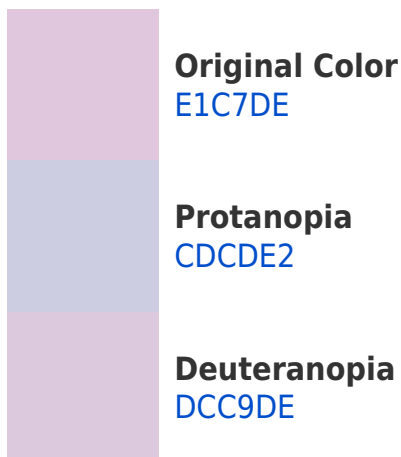 Original Color
E1C7DE
Protanopia
CDCDE2
Deuteranopia
DCC9DE